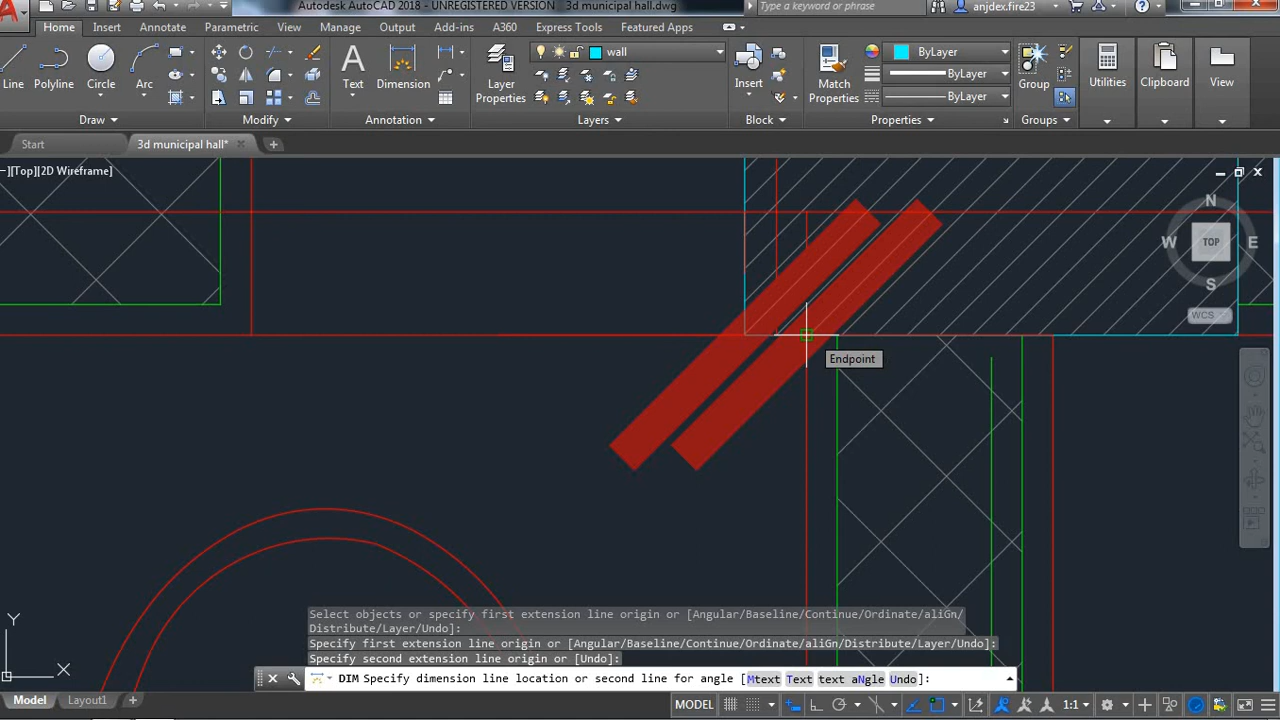 Autodesk AutoCAD 2018 - UNREGISTERED VERSION 3d municipal hall.dwg
Type a keyword or phrase
anjdex.fire23
Home Insert Annotate Parametric View Manage Output Add-ins A360 Express Tools Featured Apps
wall
ByLayer
ByLayer
ByLayer
Line Polyline Circle Arc
Text Dimension
Layer
Properties
Insert
Match
Properties
Group
Utilities
Clipboard
View
Draw Modify Annotation Layers Block Properties Groups
Start 3d municipal hall*
−][Top][2D Wireframe]
N
W TOP E
S
WCS
Endpoint
Y
X
Select objects or specify first extension line origin or [Angular/Baseline/Continue/Ordinate/aliGn/
Distribute/Layer/Undo]:
Specify first extension line origin or [Angular/Baseline/Continue/Ordinate/aliGn/Distribute/Layer/Undo]:
Specify second extension line origin or [Undo]:
DIM Specify dimension line location or second line for angle [Mtext Text text aNgle Undo]:
Model Layout1
MODEL 1:1